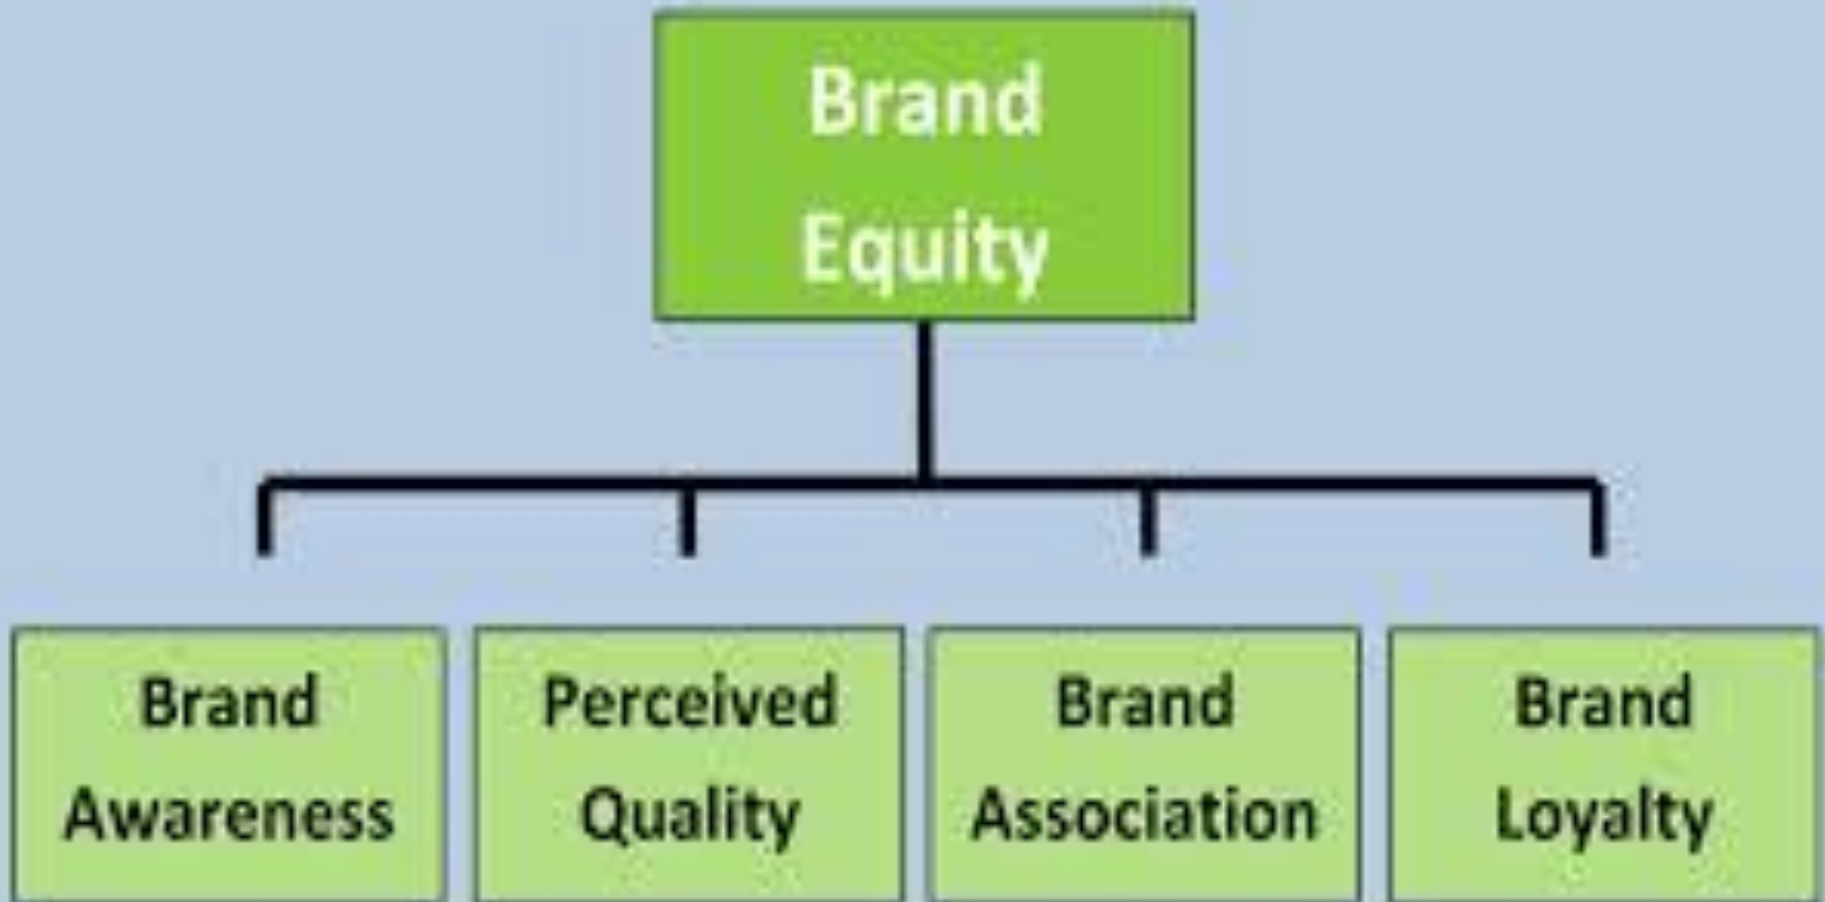 Brand
Equity
Brand
Awareness
Perceived
Quality
Brand
Association
Brand
Loyalty